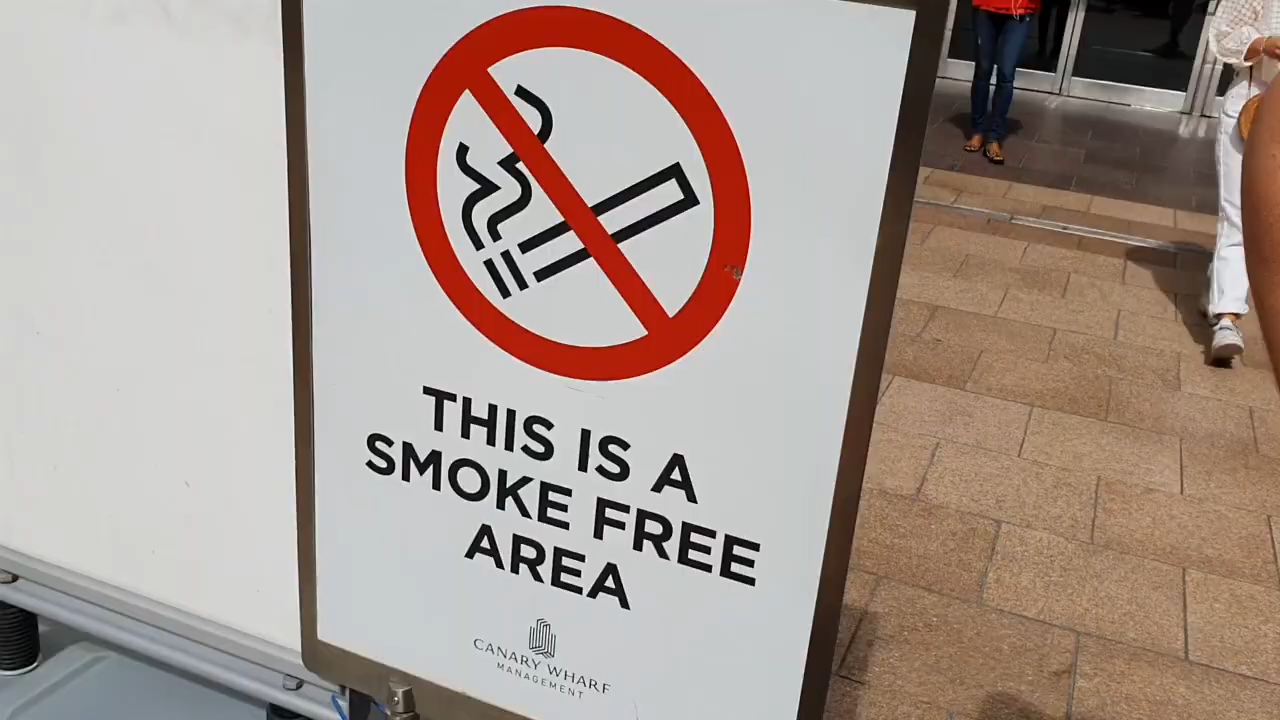 THIS IS A
SMOKE FREE
AREA
CANARY WHARF
MANAGEMENT